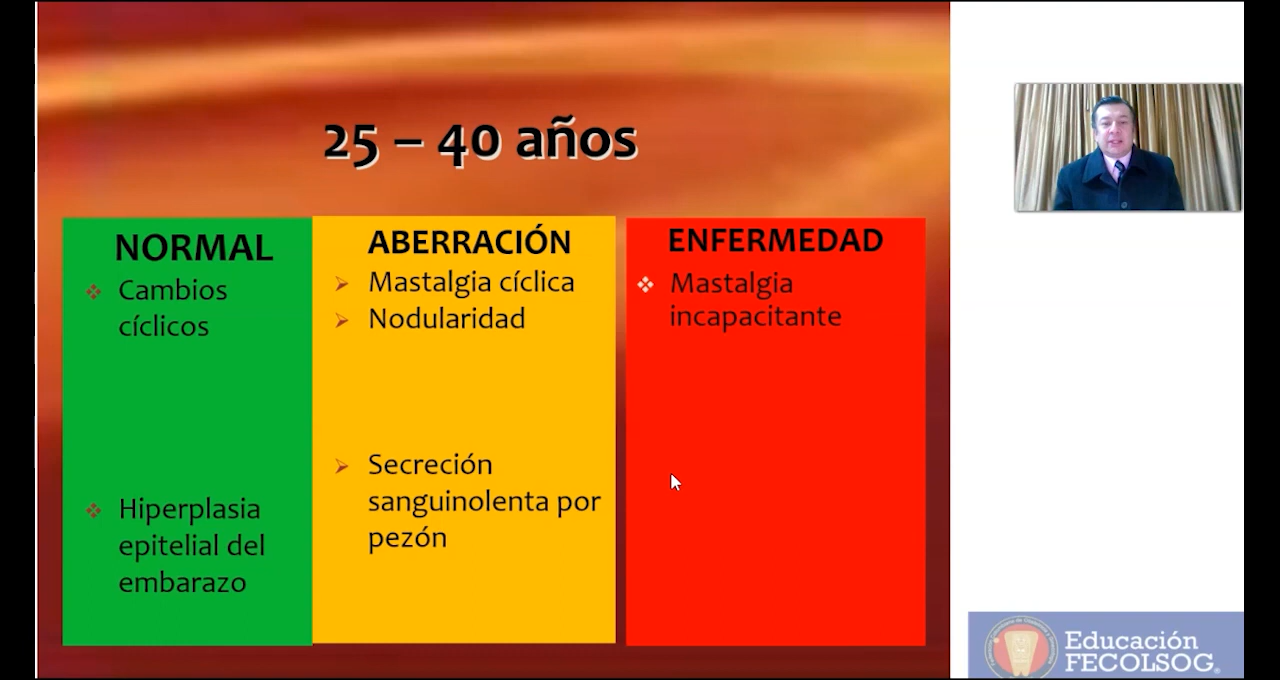 25 – 40 años
NORMAL
Cambios
cíclicos
Hiperplasia
epitelial del
embarazo
ABERRACIÓN
Mastalgia cíclica
Nodularidad
Secreción
sanguinolenta por
pezón
ENFERMEDAD
Mastalgia
incapacitante
Educación
FECOLSOG®